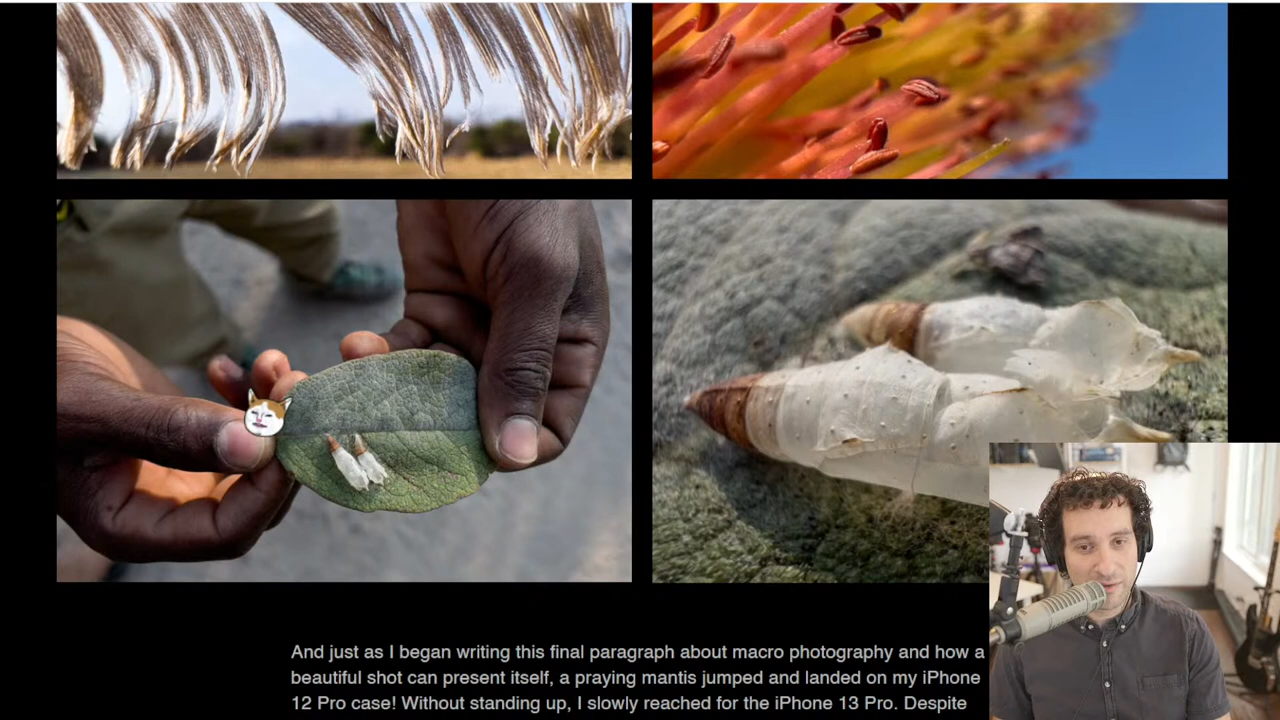 And just as I began writing this final paragraph about macro photography and how a
beautiful shot can present itself, a praying mantis jumped and landed on my iPhone
12 Pro case! Without standing up, I slowly reached for the iPhone 13 Pro. Despite